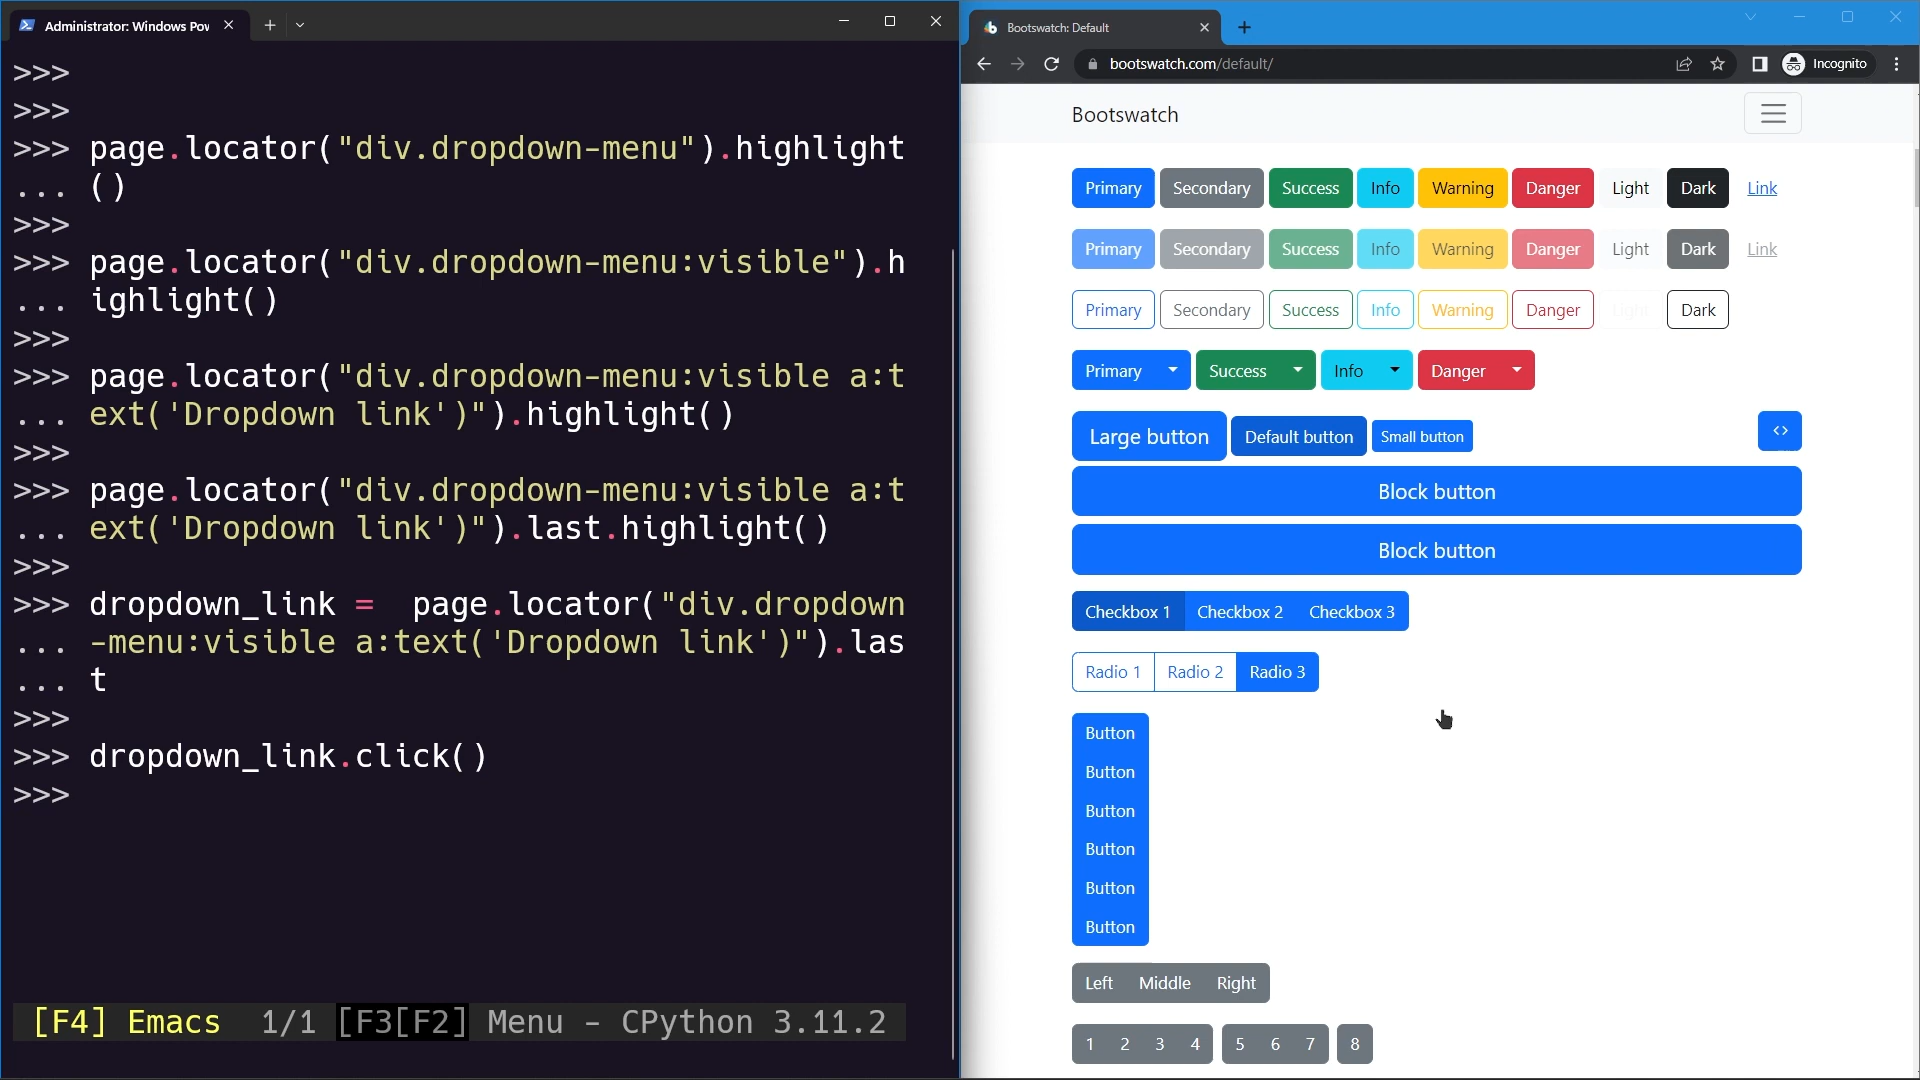 Administrator: Windows Pow
>>>
>>>
>>> page.locator("div.dropdown-menu").highlight
... ()
>>>
>>> page.locator("div.dropdown-menu:visible").h
... ighlight()
>>>
>>> page.locator("div.dropdown-menu:visible a:t
... ext('Dropdown link')").highlight()
>>>
>>> page.locator("div.dropdown-menu:visible a:t
... ext('Dropdown link')").last.highlight()
>>>
>>> dropdown_link =  page.locator("div.dropdown
... -menu:visible a:text('Dropdown link')").las
... t
>>>
>>> dropdown_link.click()
>>>
[F4] Emacs  1/1 [F3[F2] Menu - CPython 3.11.2
Bootswatch: Default
bootswatch.com/default/ Incognito
Bootswatch
Primary Secondary Success Info Warning Danger Light Dark Link
Primary Secondary Success Info Warning Danger Light Dark Link
Primary Secondary Success Info Warning Danger Light Dark
Primary Success Info Danger
Large button Default button Small button <>
Block button
Block button
Checkbox 1 Checkbox 2 Checkbox 3
Radio 1 Radio 2 Radio 3
Button
Button
Button
Button
Button
Button
Left Middle Right
1 2 3 4 5 6 7 8